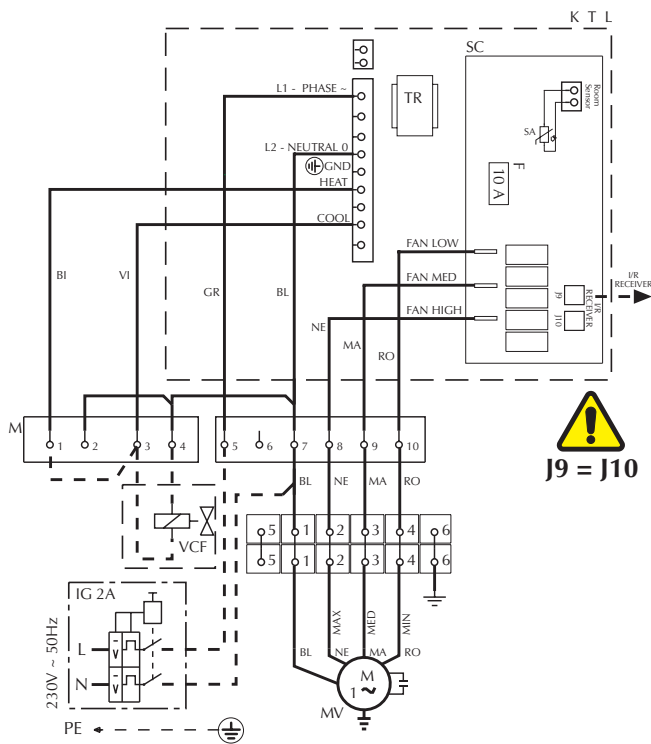 K T L
SC
L1 - PHASE ~
TR
Room
Sensor
SA
L2 - NEUTRAL 0
GND
HEAT
F
10 A
COOL
FAN LOW
FAN MED
FAN HIGH
J9
J10
I/R
RECEIVER
I/R
RECEIVER
BI
VI
GR
BL
NE
MA
RO
M
1
2
3
4
5
6
7
8
9
10
J9 = J10
BL
NE
MA
RO
VCF
5
1
2
3
4
6
5
1
2
3
4
6
IG 2A
230V ~ 50Hz
L
N
MAX
MED
MIN
BL
NE
MA
RO
M
1 ~
MV
PE